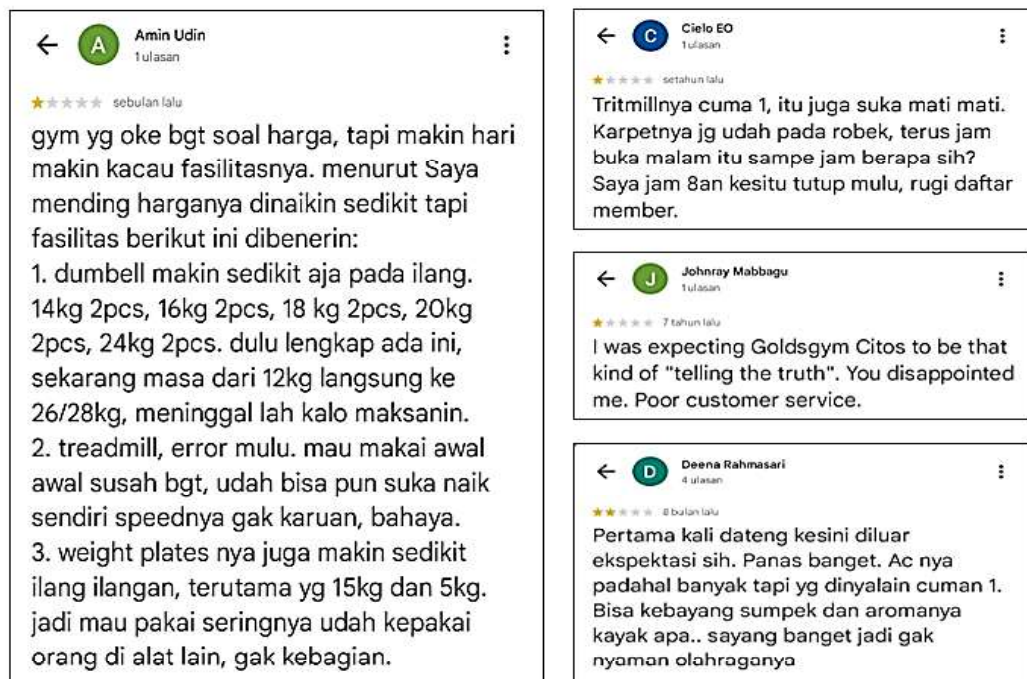 A
Amin Udin
1 ulasan
sebulan lalu
gym yg oke bgt soal harga, tapi makin hari
makin kacau fasilitasnya. menurut Saya
mending harganya dinaikin sedikit tapi
fasilitas berikut ini dibenerin:
1. dumbell makin sedikit aja pada ilang.
14kg 2pcs, 16kg 2pcs, 18 kg 2pcs, 20kg
2pcs, 24kg 2pcs. dulu lengkap ada ini,
sekarang masa dari 12kg langsung ke
26/28kg, meninggal lah kalo maksanin.
2. treadmill, error mulu. mau makai awal
awal susah bgt, udah bisa pun suka naik
sendiri speednya gak karuan, bahaya.
3. weight plates nya juga makin sedikit
ilang ilangan, terutama yg 15kg dan 5kg.
jadi mau pakai seringnya udah kepakai
orang di alat lain, gak kebagian.
C
Cielo EO
1 ulasan
setahun lalu
Tritmillnya cuma 1, itu juga suka mati mati.
Karpetnya jg udah pada robek, terus jam
buka malam itu sampe jam berapa sih?
Saya jam 8an kesitu tutup mulu, rugi daftar
member.
J
Johnray Mabbagu
1 ulasan
7 tahun lalu
I was expecting Goldsgym Citos to be that
kind of "telling the truth". You disappointed
me. Poor customer service.
D
Deena Rahmasari
4 ulasan
8 bulan lalu
Pertama kali dateng kesini diluar
ekspektasi sih. Panas banget. Ac nya
padahal banyak tapi yg dinyalain cuman 1.
Bisa kebayang sumpek dan aromanya
kayak apa.. sayang banget jadi gak
nyaman olahraganya